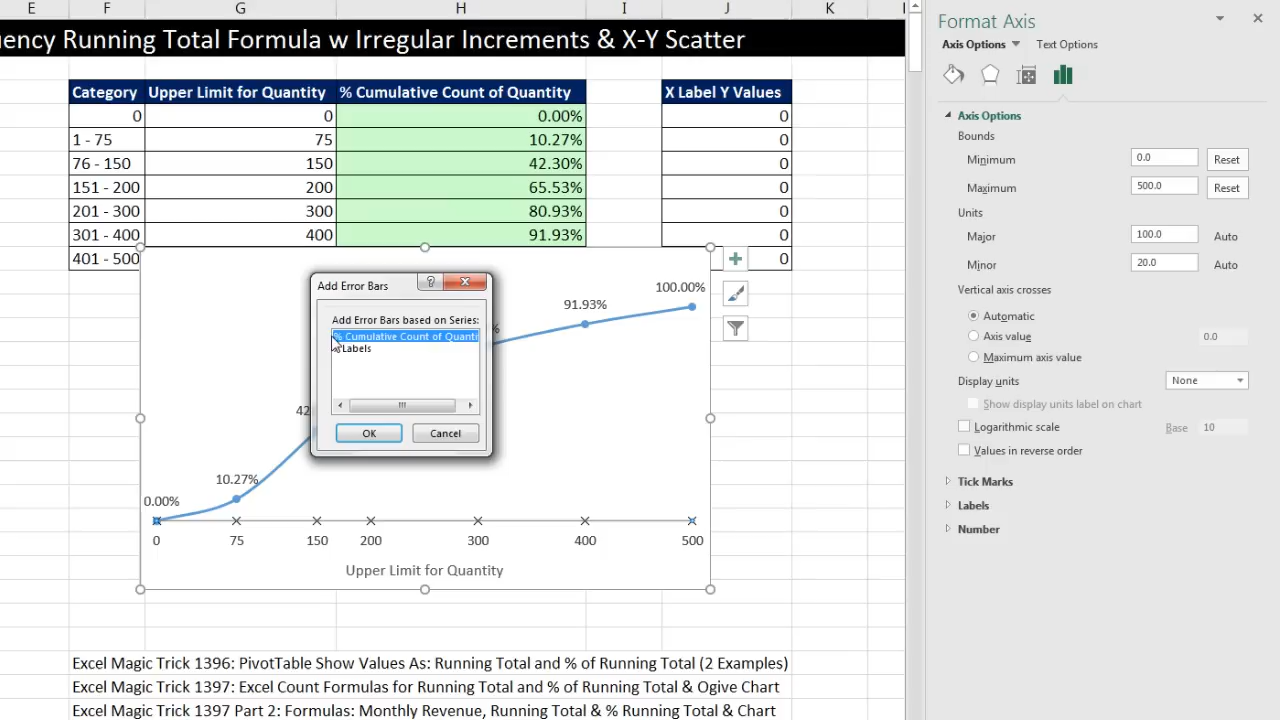 E F G H I J K
ency Running Total Formula w Irregular Increments & X-Y Scatter
Category Upper Limit for Quantity % Cumulative Count of Quantity X Label Y Values
0 0 0.00% 0
1 - 75 75 10.27% 0
76 - 150 150 42.30% 0
151 - 200 200 65.53% 0
201 - 300 300 80.93% 0
301 - 400 400 91.93% 0
401 - 500 0
Add Error Bars
?
Add Error Bars based on Series:
% Cumulative Count of Quanti
Labels
OK Cancel
100.00%
91.93%
%
42
10.27%
0.00%
0 75 150 200 300 400 500
Upper Limit for Quantity
Excel Magic Trick 1396: PivotTable Show Values As: Running Total and % of Running Total (2 Examples)
Excel Magic Trick 1397: Excel Count Formulas for Running Total and % of Running Total & Ogive Chart
Excel Magic Trick 1397 Part 2: Formulas: Monthly Revenue, Running Total & % Running Total & Chart
Format Axis
Axis Options Text Options
Axis Options
Bounds
Minimum 0.0 Reset
Maximum 500.0 Reset
Units
Major 100.0 Auto
Minor 20.0 Auto
Vertical axis crosses
Automatic
Axis value 0.0
Maximum axis value
Display units None
Show display units label on chart
Logarithmic scale Base 10
Values in reverse order
Tick Marks
Labels
Number